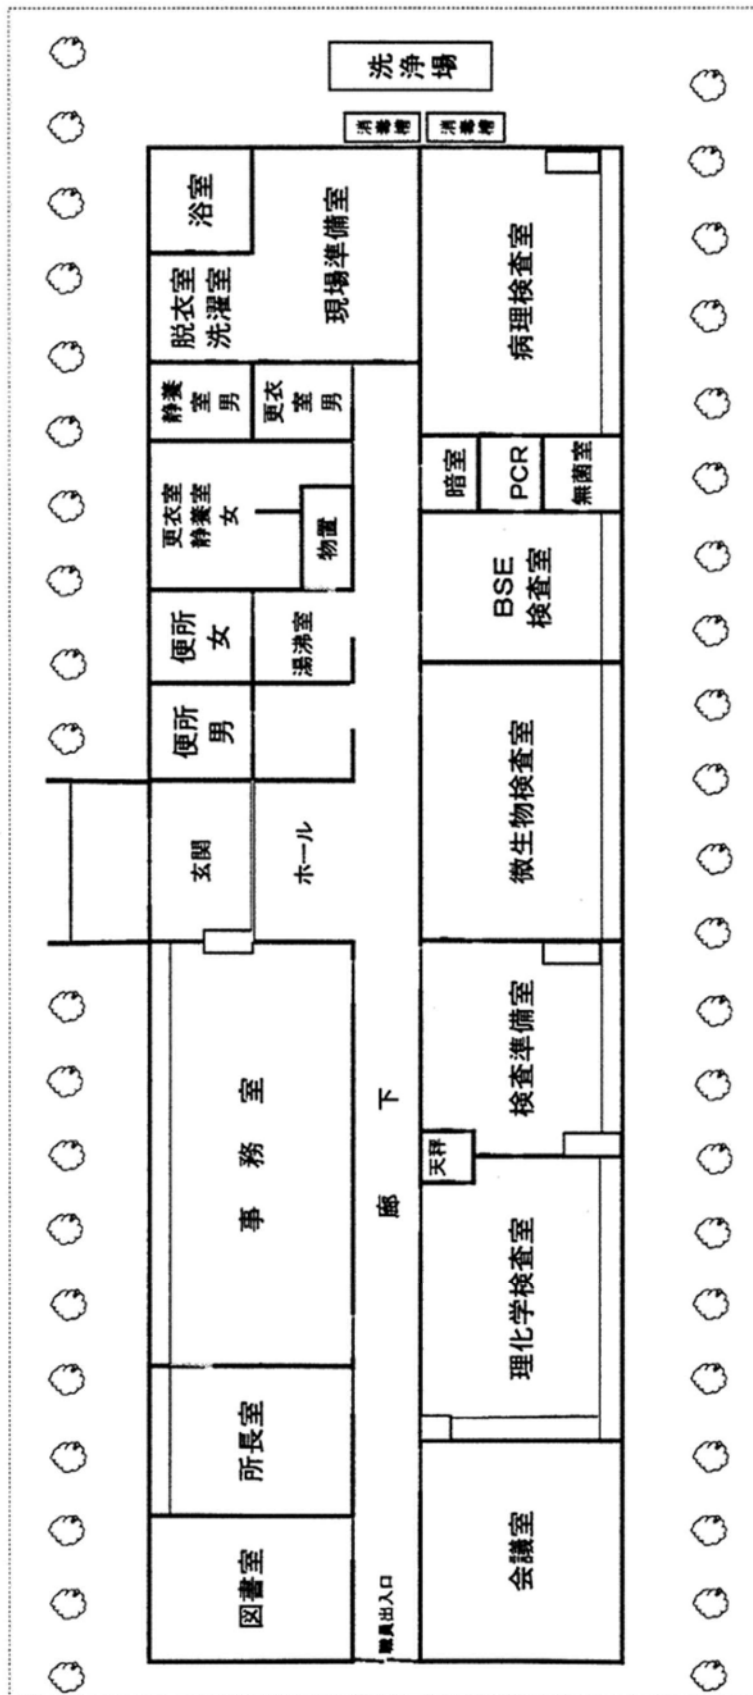 図書室
所長室
事務室
玄関
ホール
便所
男
便所
女
湯沸室
更衣室
静養室
女
物置
静養
室
男
更衣
室
男
脱衣室
洗濯室
浴室
現場準備室
職員出入口
廊下
会議室
理化学検査室
天秤
検査準備室
微生物検査室
BSE
検査室
暗室
PCR
無菌室
病理検査室
消毒槽
消毒槽
洗浄場